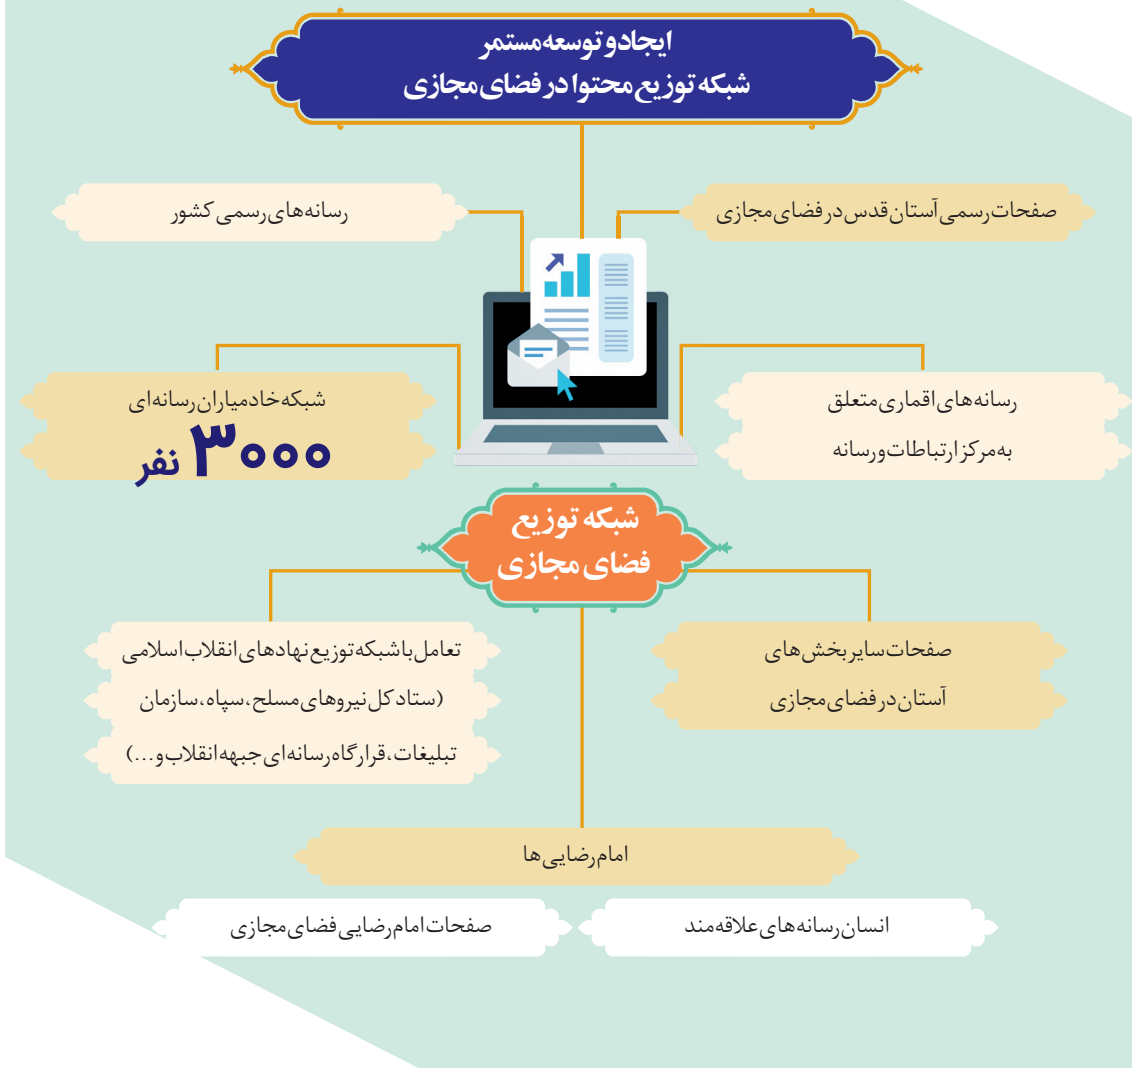 ایجاد و توسعه مستمر
شبکه توزیع محتوا در فضای مجازی
صفحات رسمی آستان قدس در فضای مجازی
رسانه‌های رسمی کشور
رسانه‌های اقماری متعلق
به مرکز ارتباطات و رسانه
شبکه خادمیاران رسانه‌ای
۳۰۰۰ نفر
شبکه توزیع
فضای مجازی
صفحات سایر بخش‌های
آستان در فضای مجازی
تعامل با شبکه توزیع نهادهای انقلاب اسلامی
(ستاد کل نیروهای مسلح، سپاه، سازمان
تبلیغات، قرارگاه رسانه‌ای جبهه انقلاب و...)
امام رضایی‌ها
انسان رسانه‌های علاقه‌مند
صفحات امام رضایی فضای مجازی